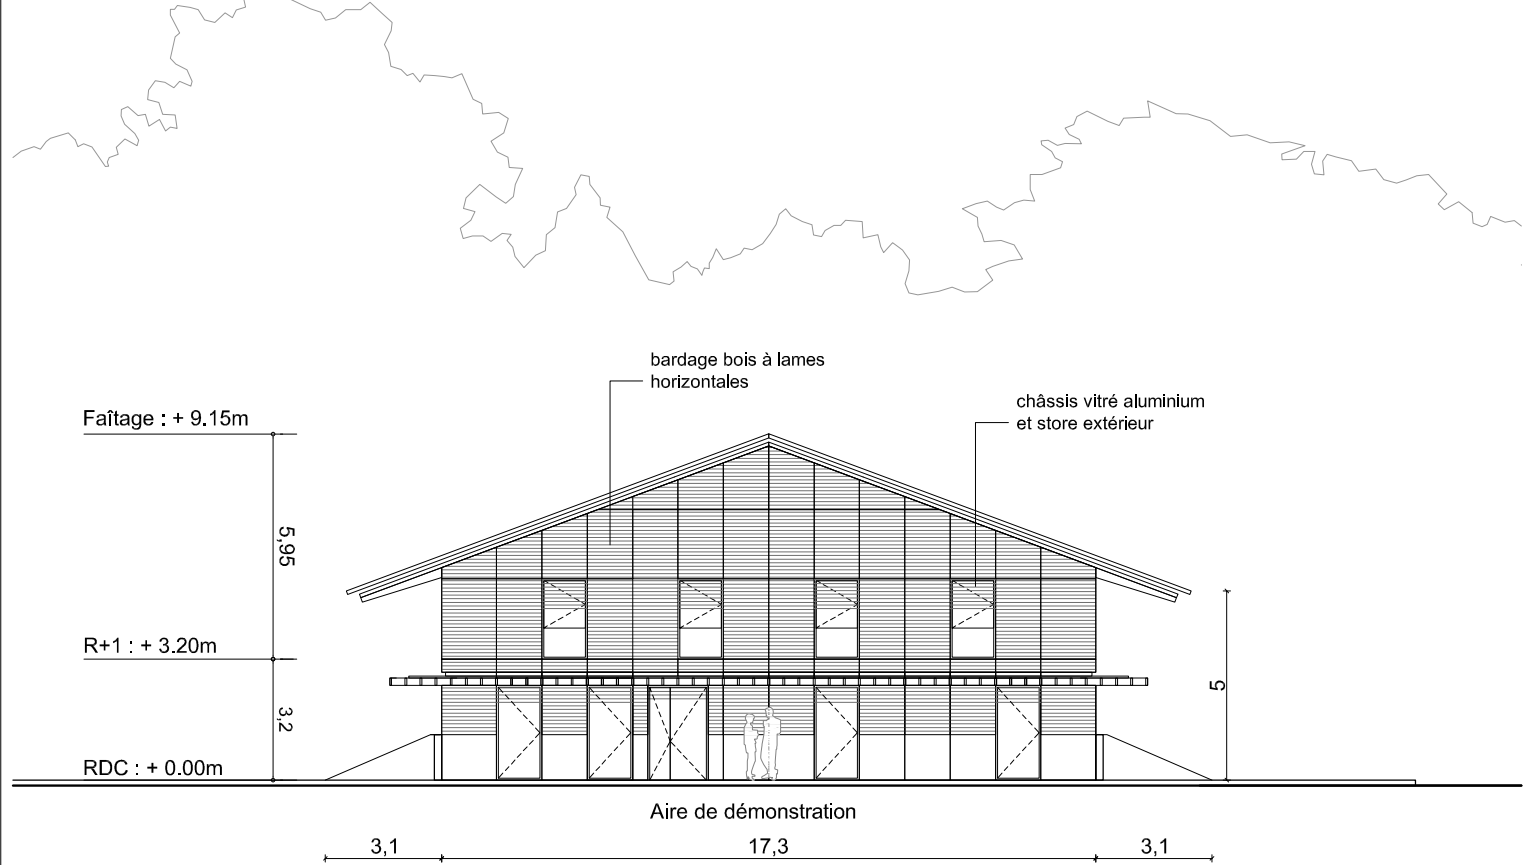 bardage bois à lames
horizontales
châssis vitré aluminium
et store extérieur
Faîtage : + 9.15m
5,95
R+1 : + 3.20m
5
3,2
RDC : + 0.00m
Aire de démonstration
3,1
17,3
3,1